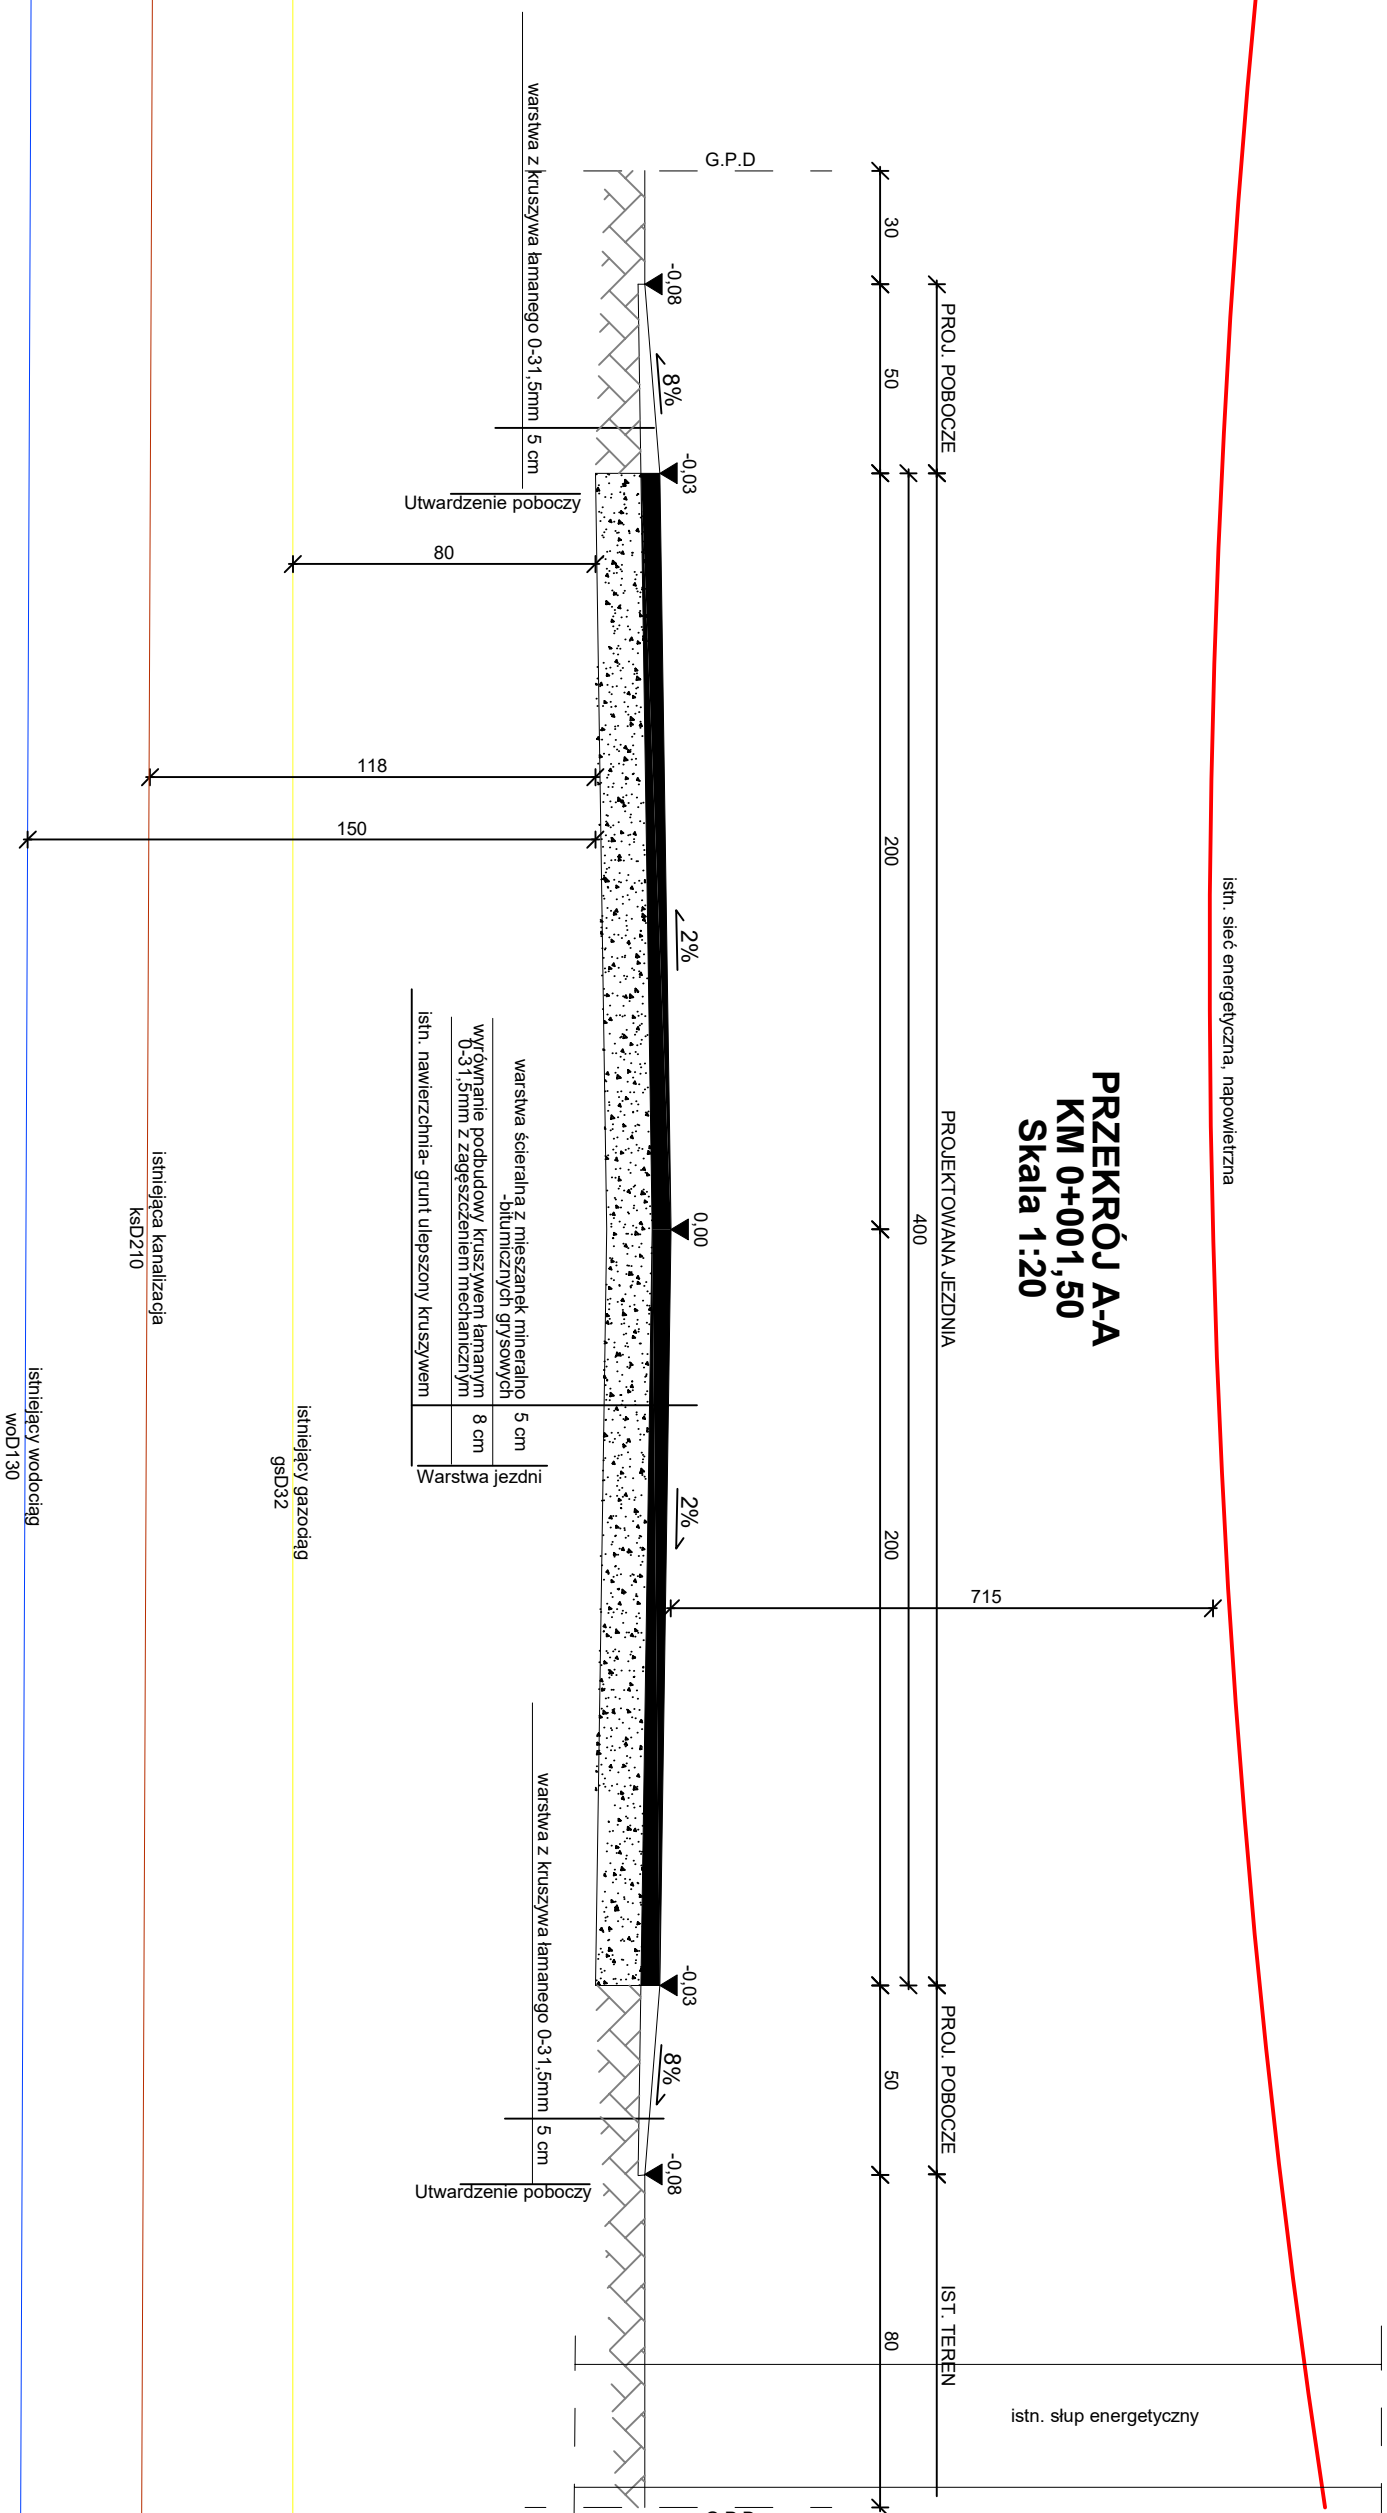 PRZEKRÓJ A-A
KM 0+001,50
Skala 1:20
istn. sieć energetyczna, napowietrzna
PROJ. POBOCZE
PROJEKTOWANA JEZDNIA
PROJ. POBOCZE
IST. TEREN
400
30
50
200
200
50
80
715
istn. słup energetyczny
G.P.D
-0,08
8%
-0,03
2%
0,00
2%
-0,03
8%
-0,08
Utwardzenie poboczy
warstwa z kruszywa łamanego 0-31,5mm 5 cm
80
118
150
Warstwa jezdni
warstwa ścieralna z mieszanek mineralno
-bitumicznych grysowych 5 cm
wyrównanie podbudowy kruszywem łamanym
0-31,5mm z zagęszczeniem mechanicznym 8 cm
istn. nawierzchnia- grunt ulepszony kruszywem
Utwardzenie poboczy
warstwa z kruszywa łamanego 0-31,5mm 5 cm
istniejący gazociąg
gsD32
istniejąca kanalizacja
ksD210
istniejący wodociąg
woD130